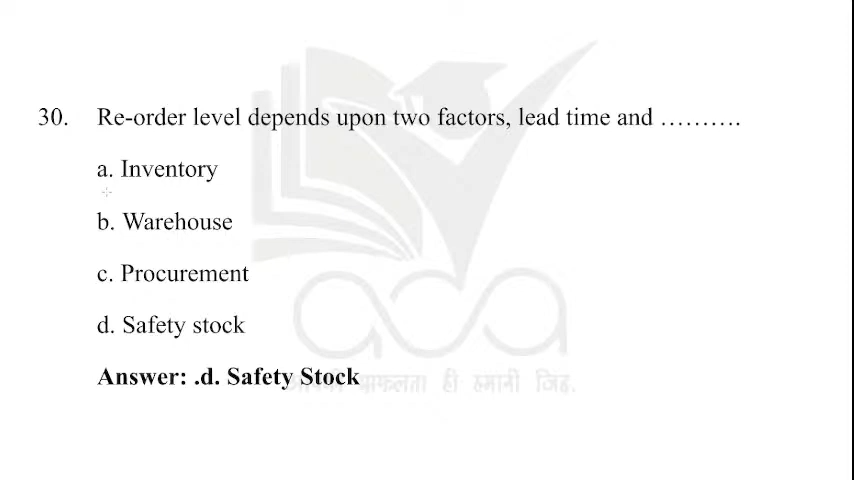 30. Re-order level depends upon two factors, lead time and ..........
a. Inventory
b. Warehouse
c. Procurement
d. Safety stock
Answer: .d. Safety Stock
ही हमारी जिद.